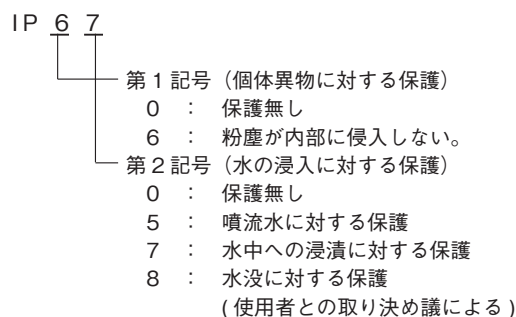 IP 6 7
第1記号（個体異物に対する保護）
0 ： 保護無し
6 ： 粉塵が内部に侵入しない。
第2記号（水の浸入に対する保護）
0 ： 保護無し
5 ： 噴流水に対する保護
7 ： 水中への浸漬に対する保護
8 ： 水没に対する保護
(使用者との取り決め議による)